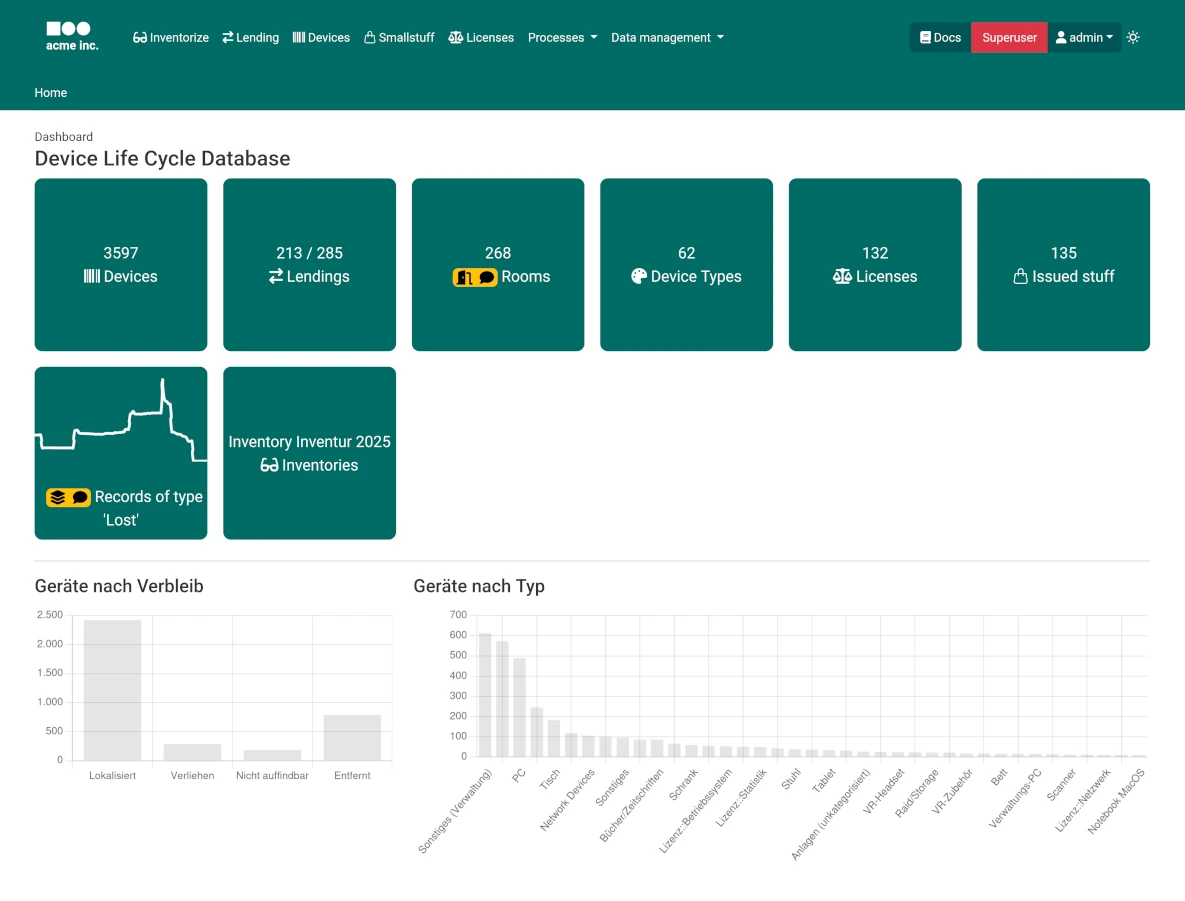 acme inc.
Inventorize Lending Devices Smallstuff Licenses Processes Data management Docs Superuser admin
Home
Dashboard
Device Life Cycle Database
3597
Devices
213 / 285
Lendings
268
Rooms
62
Device Types
132
Licenses
135
Issued stuff
Records of type
'Lost'
Inventory Inventur 2025
Inventories
Geräte nach Verbleib
2.500
2.000
1.500
1.000
500
0
Lokalisiert Verliehen Nicht auffindbar Entfernt
Geräte nach Typ
700
600
500
400
300
200
100
0
Sonstiges (Verwaltung)
PC
Tisch
Network Devices
Sonstiges
Bücher/Zeitschriften
Schrank
Lizenz::Betriebssystem
Lizenz::Statistik
Stuhl
Tablet
Anlagen (unkategorisiert)
VR-Headset
Raid/Storage
VR-Zubehör
Bett
Verwaltungs-PC
Scanner
Lizenz::Netzwerk
Notebook MacOS